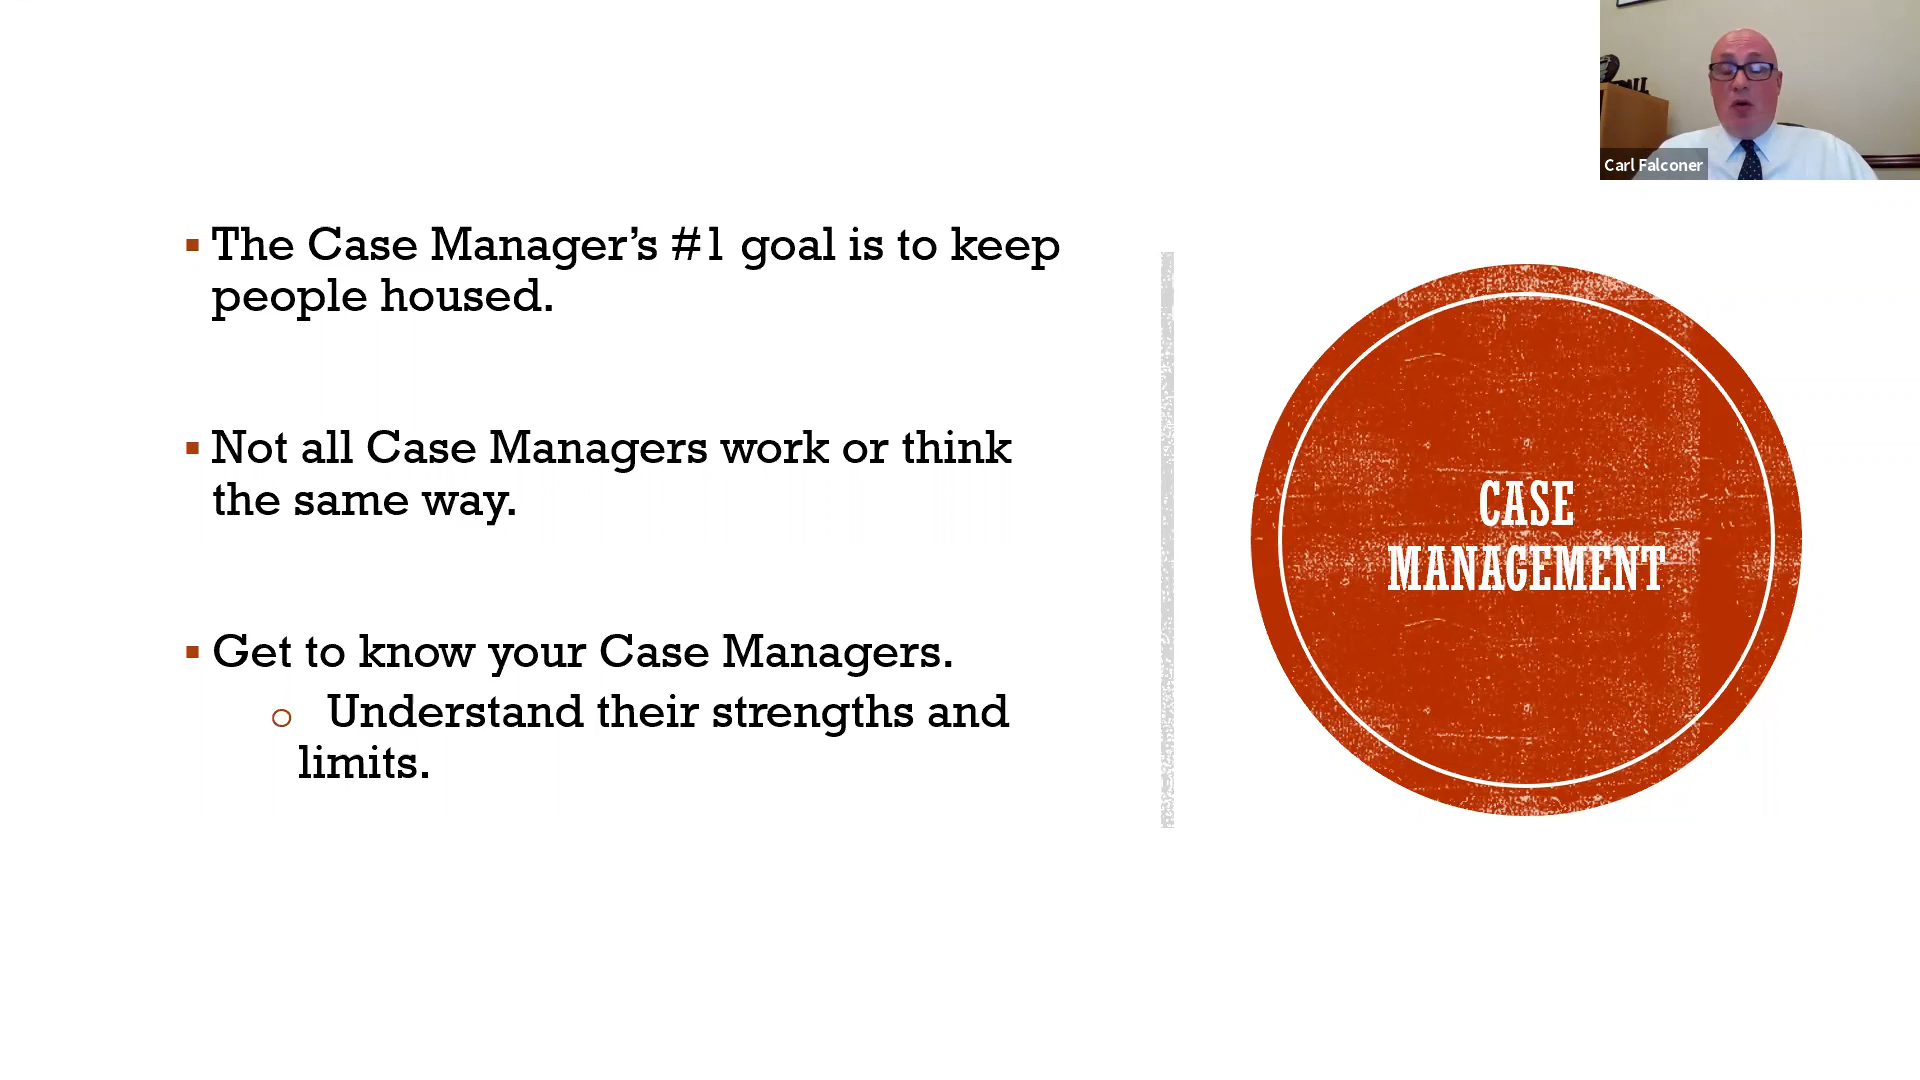 Carl Falconer
▪ The Case Manager’s #1 goal is to keep
people housed.
▪ Not all Case Managers work or think
the same way.
▪ Get to know your Case Managers.
o Understand their strengths and
limits.
CASE
MANAGEMENT